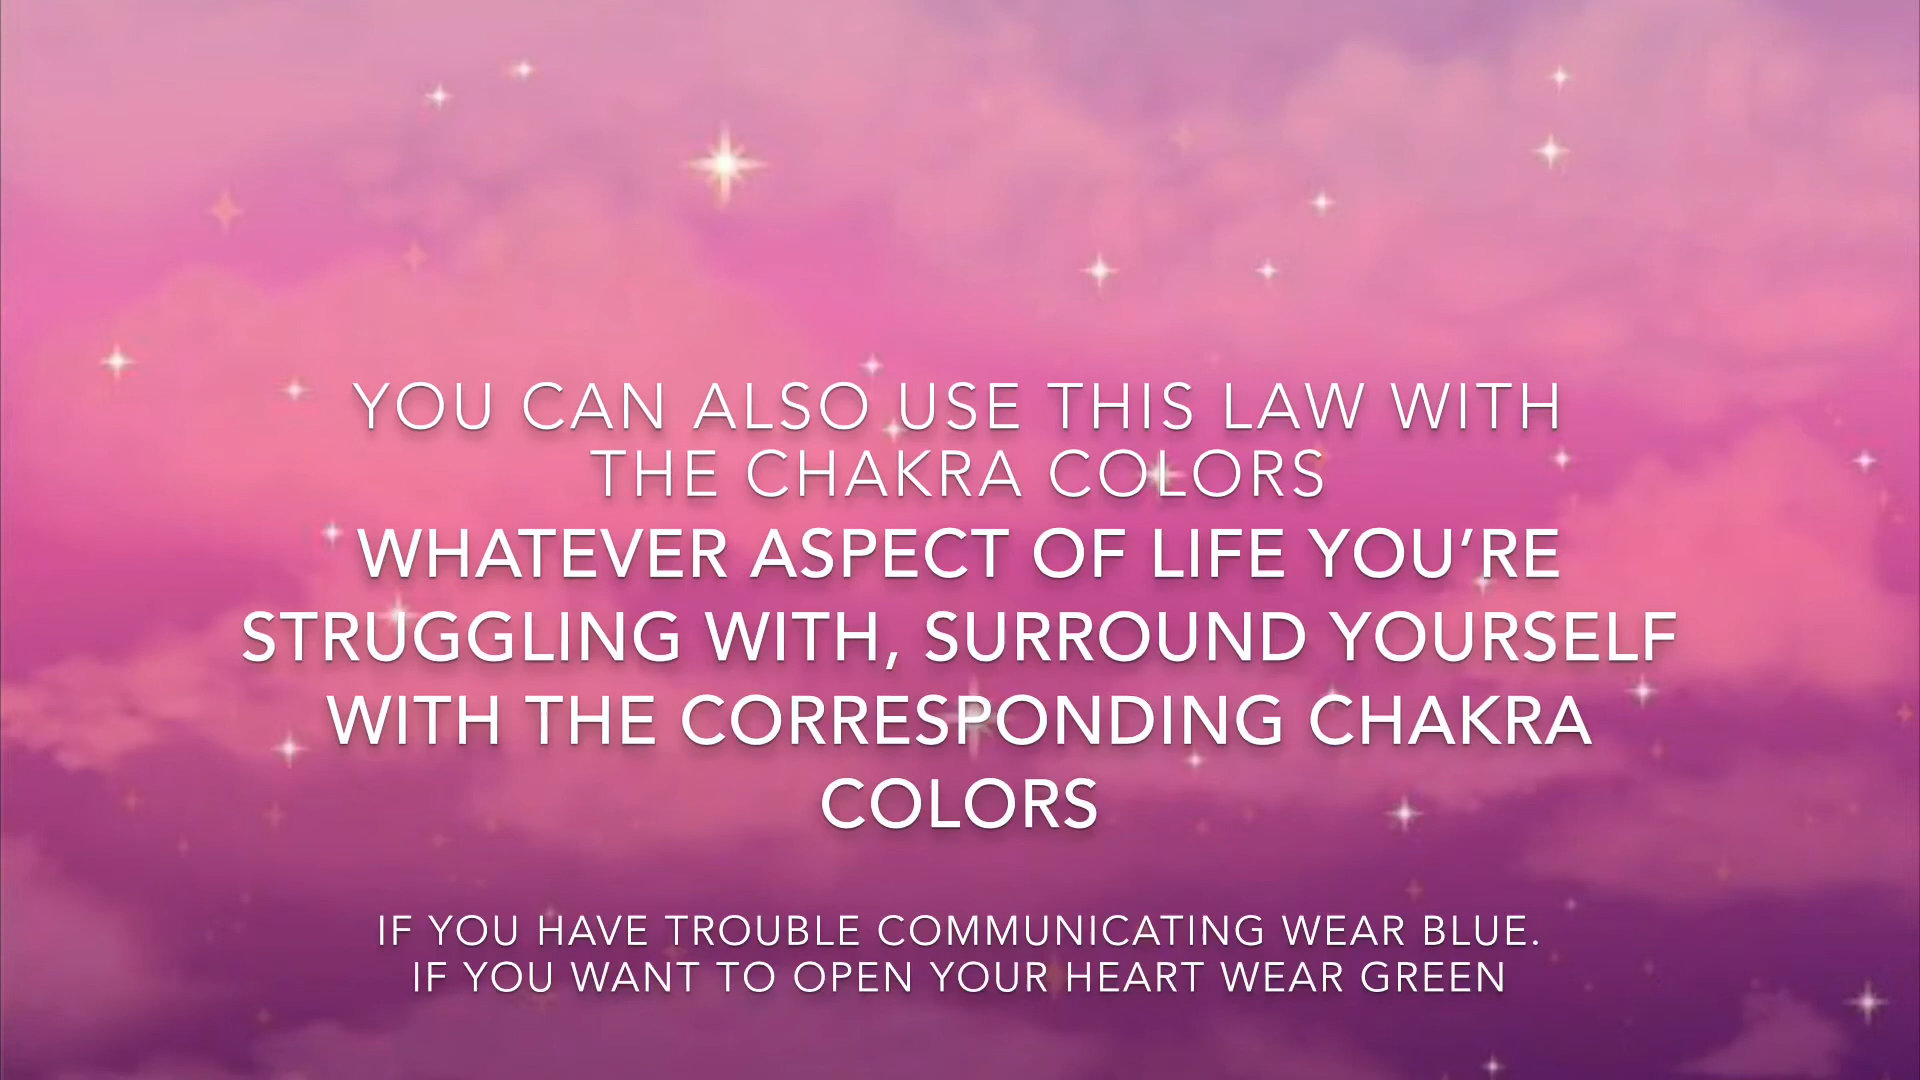 YOU CAN ALSO USE THIS LAW WITH
THE CHAKRA COLORS
WHATEVER ASPECT OF LIFE YOU’RE
STRUGGLING WITH, SURROUND YOURSELF
WITH THE CORRESPONDING CHAKRA
COLORS
IF YOU HAVE TROUBLE COMMUNICATING WEAR BLUE.
IF YOU WANT TO OPEN YOUR HEART WEAR GREEN